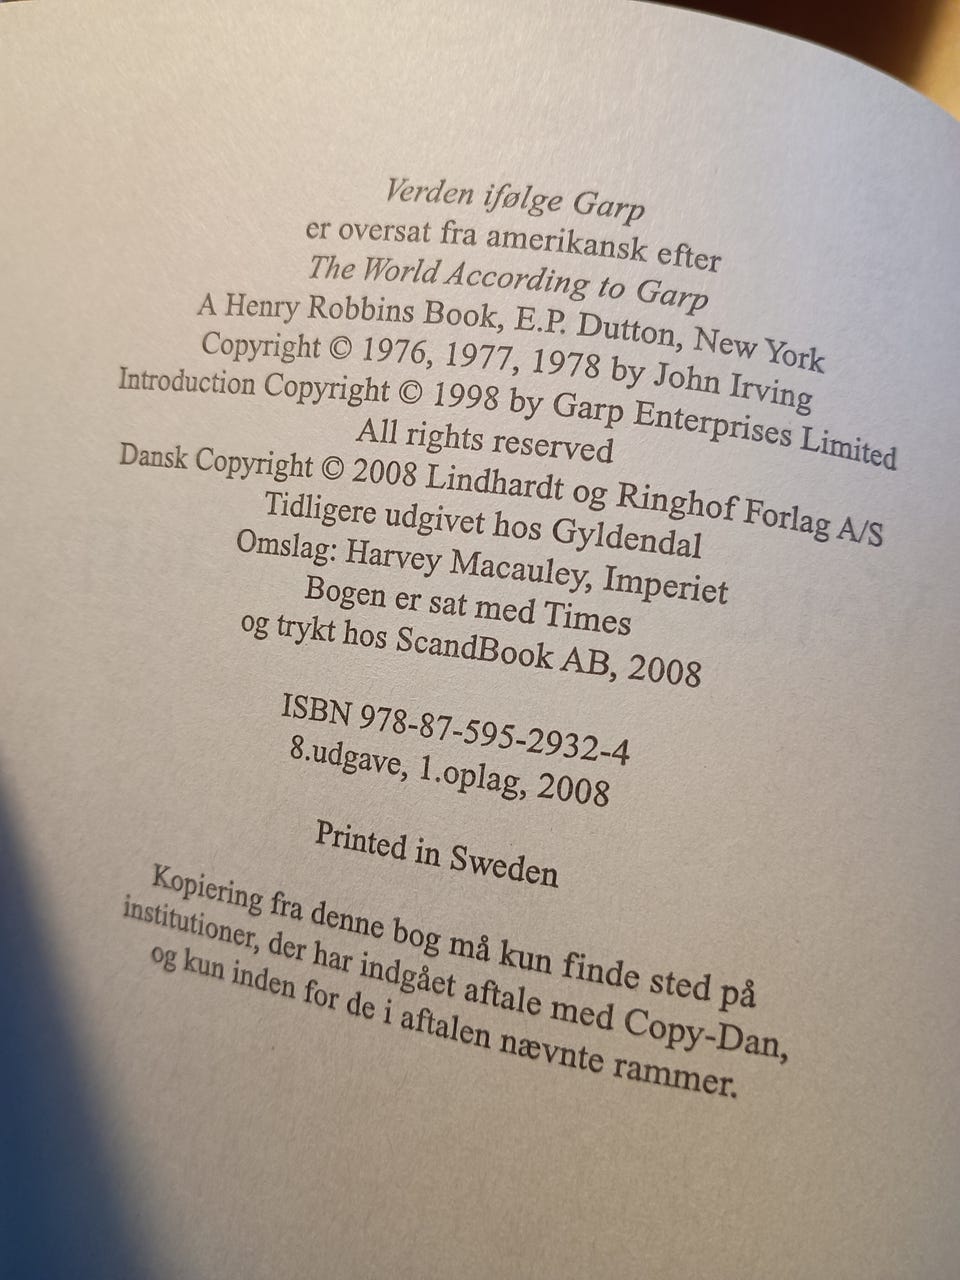 Verden ifølge Garp
er oversat fra amerikansk efter
The World According to Garp
A Henry Robbins Book, E.P. Dutton, New York
Copyright © 1976, 1977, 1978 by John Irving
Introduction Copyright © 1998 by Garp Enterprises Limited
All rights reserved
Dansk Copyright © 2008 Lindhardt og Ringhof Forlag A/S
Tidligere udgivet hos Gyldendal
Omslag: Harvey Macauley, Imperiet
Bogen er sat med Times
og trykt hos ScandBook AB, 2008
ISBN 978-87-595-2932-4
8.udgave, 1.oplag, 2008
Printed in Sweden
Kopiering fra denne bog må kun finde sted på
institutioner, der har indgået aftale med Copy-Dan,
og kun inden for de i aftalen nævnte rammer.